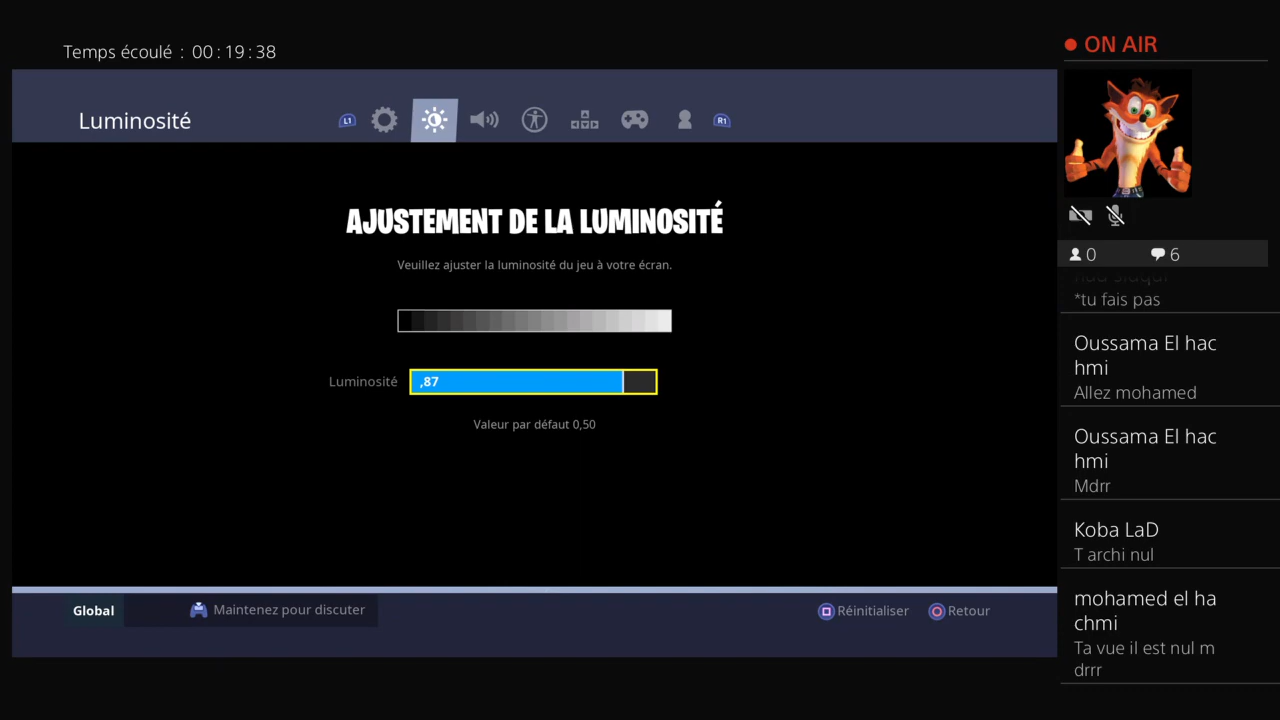 Temps écoulé : 00:19:38
ON AIR
Luminosité
L1
R1
AJUSTEMENT DE LA LUMINOSITÉ
Veuillez ajuster la luminosité du jeu à votre écran.
Luminosité
,87
Valeur par défaut 0,50
Global
Maintenez pour discuter
Réinitialiser
Retour
0
6
*tu fais pas
Oussama El hac
hmi
Allez mohamed
Oussama El hac
hmi
Mdrr
Koba LaD
T archi nul
mohamed el ha
chmi
Ta vue il est nul m
drrr